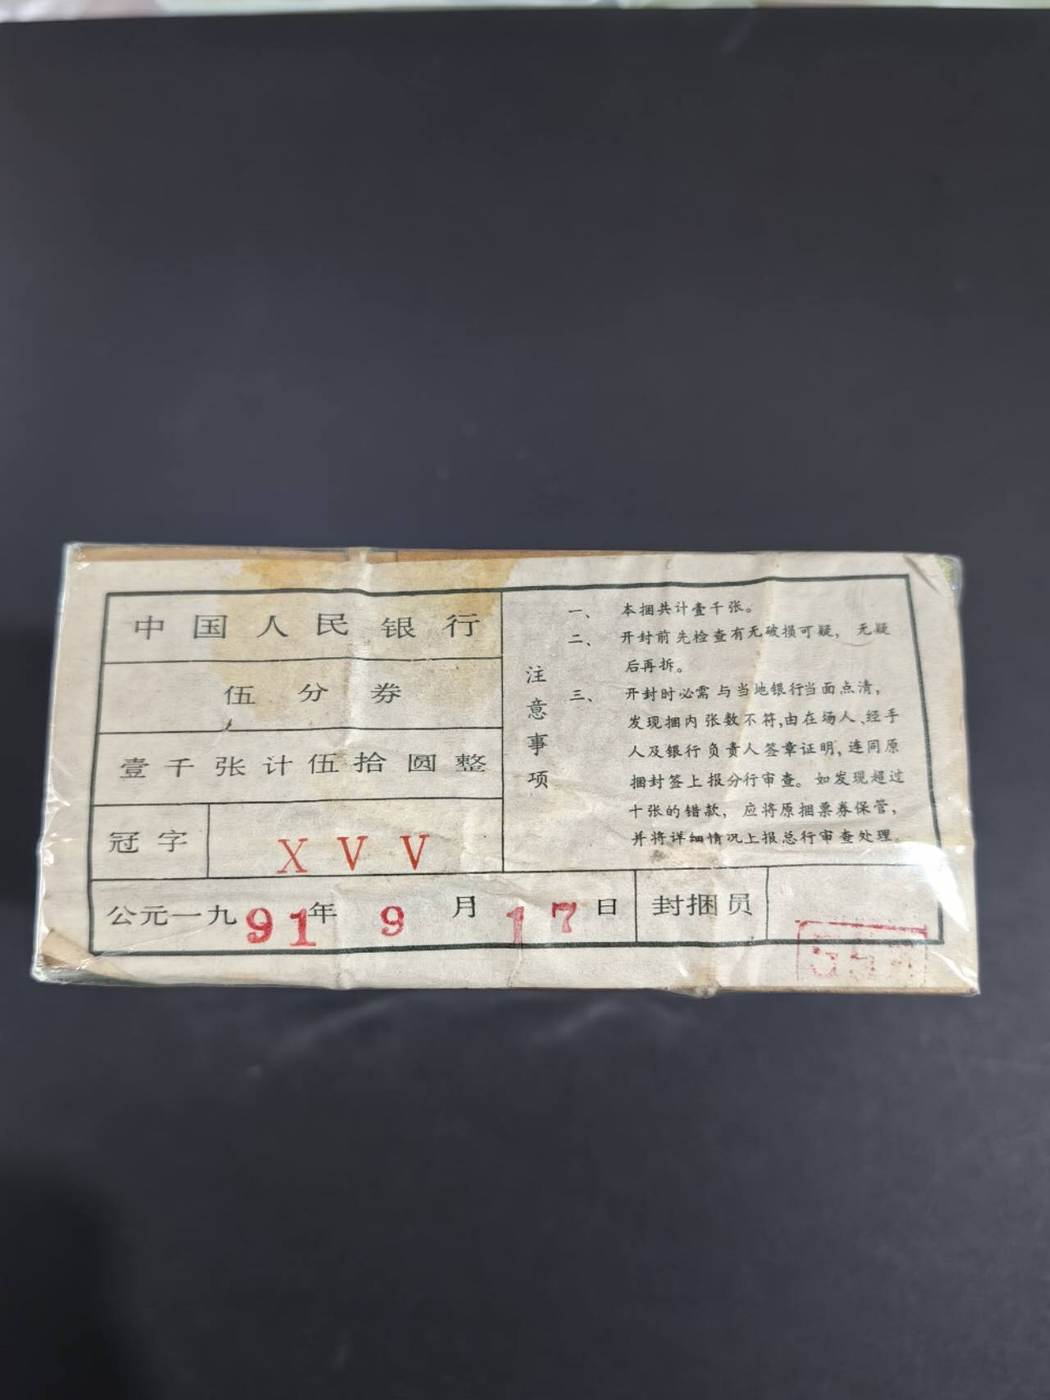 中国人民银行
伍分券
壹千张计伍拾圆整
冠字 XVV
公元一九91年9月17日 封捆员
注意事项
一、本捆共计壹千张。
二、开封前先检查有无破损可疑，无疑
后再拆。
三、开封时必需与当地银行当面点清，
发现捆内张数不符,由在场人、经手
人及银行负责人签章证明,连同原
捆封签上报分行审查。如发现超过
十张的错款，应将原捆票券保管，
并将详细情况上报总行审查处理。